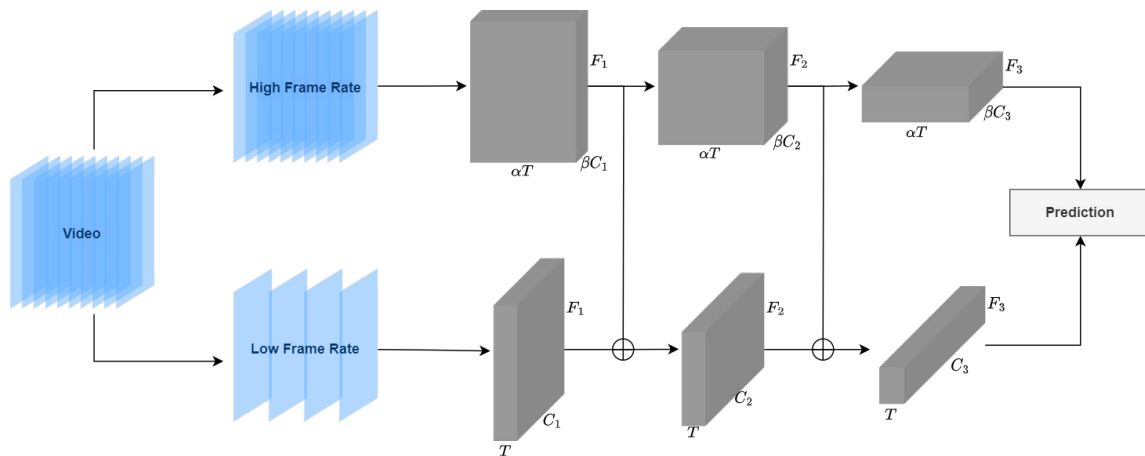 High Frame Rate
F₁
αT
βC₁
F₂
αT
βC₂
F₃
αT
βC₃
Video
Prediction
Low Frame Rate
F₁
C₁
T
F₂
C₂
T
F₃
C₃
T